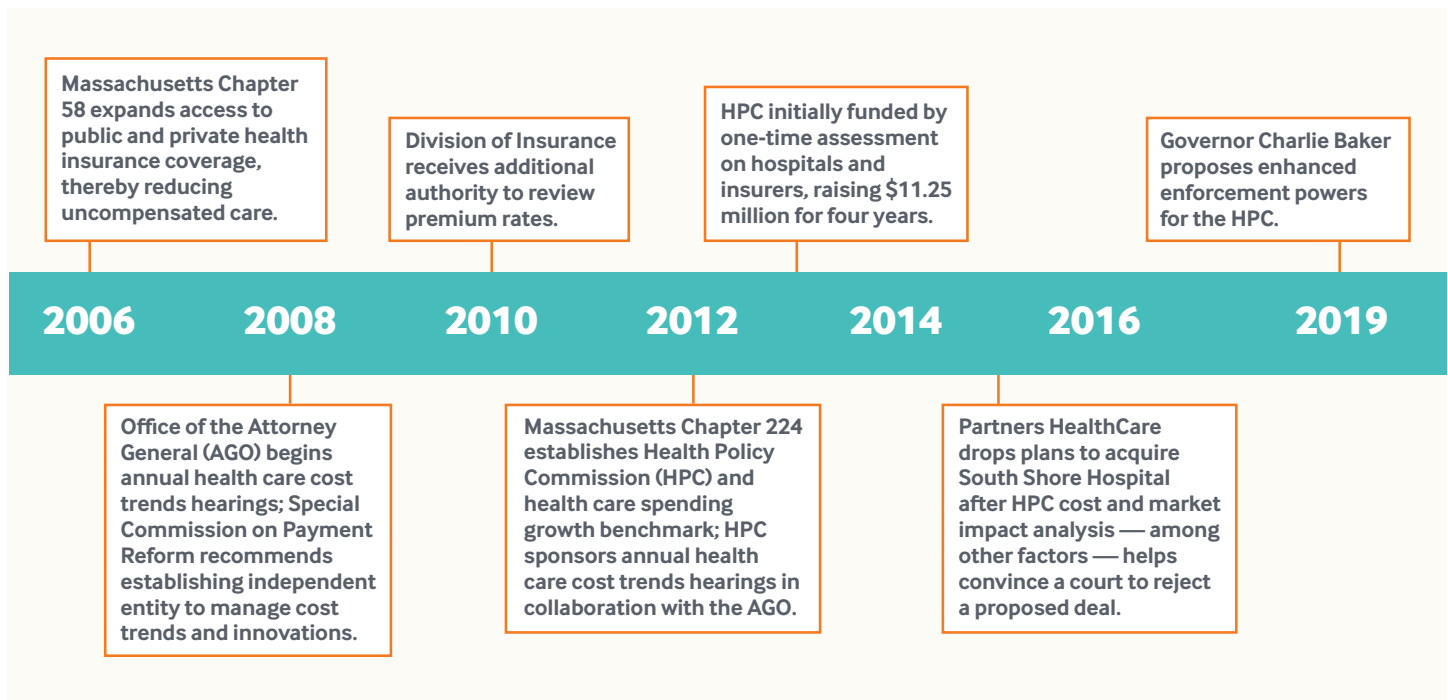 Massachusetts Chapter
58 expands access to
public and private health
insurance coverage,
thereby reducing
uncompensated care.
Division of Insurance
receives additional
authority to review
premium rates.
HPC initially funded by
one-time assessment
on hospitals and
insurers, raising $11.25
million for four years.
Governor Charlie Baker
proposes enhanced
enforcement powers
for the HPC.
2006
2008
2010
2012
2014
2016
2019
Office of the Attorney
General (AGO) begins
annual health care cost
trends hearings; Special
Commission on Payment
Reform recommends
establishing independent
entity to manage cost
trends and innovations.
Massachusetts Chapter 224
establishes Health Policy
Commission (HPC) and
health care spending
growth benchmark; HPC
sponsors annual health
care cost trends hearings in
collaboration with the AGO.
Partners HealthCare
drops plans to acquire
South Shore Hospital
after HPC cost and market
impact analysis — among
other factors — helps
convince a court to reject
a proposed deal.